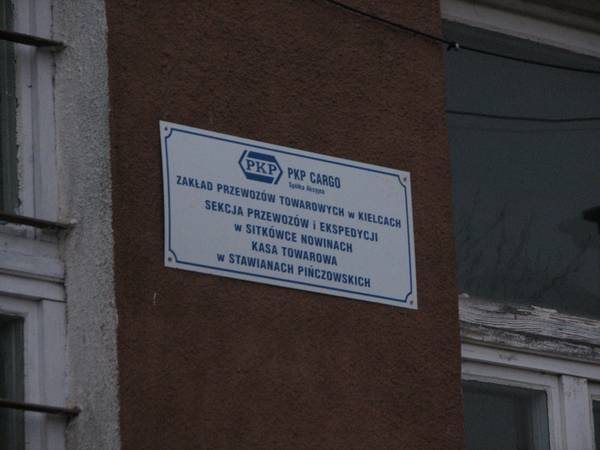 PKP
PKP CARGO
Spółka Akcyjna
ZAKŁAD PRZEWOZÓW TOWAROWYCH w KIELCACH
SEKCJA PRZEWOZÓW i EKSPEDYCJI
w SITKÓWCE NOWINACH
KASA TOWAROWA
w STAWIANACH PIŃCZOWSKICH